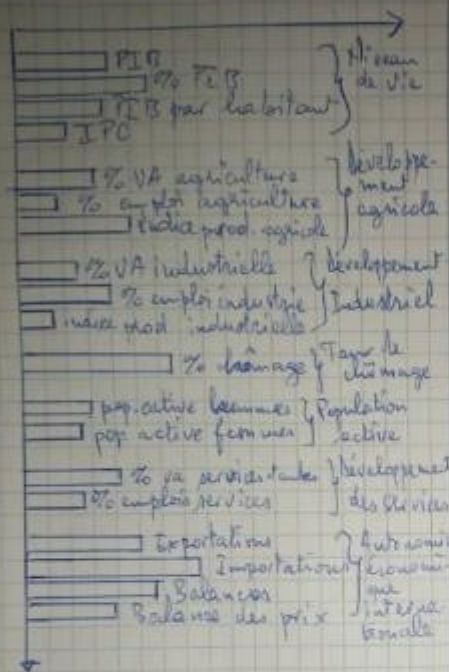 PIB
% PIB
PIB par habitant
IPC
Niveau
de vie
% VA agriculture
% emploi agriculture
indice prod. agricole
Développe-
ment
agricole
% VA industrielle
% emploi industrie
indice prod industrielle
Développement
Industriel
% chômage
Taux de
chômage
pop. active hommes
pop active femmes
Population
active
% va services
% emplois services
Développement
des services
Exportations
Importations
Balances
Balance des prix
Autonomie
économi-
que
interna
tionale